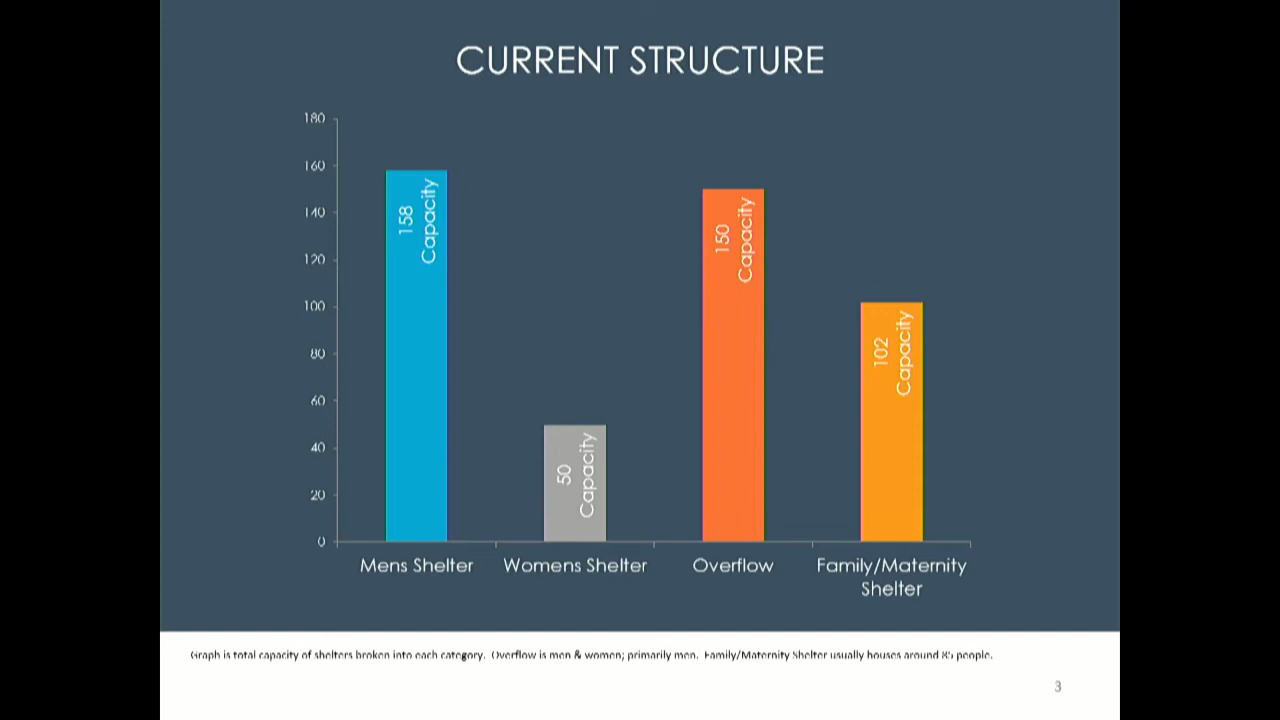 CURRENT STRUCTURE
180
160
140
120
100
80
60
40
20
0
158
Capacity
50
Capacity
150
Capacity
102
Capacity
Mens Shelter
Womens Shelter
Overflow
Family/Maternity
Shelter
Graph is total capacity of shelters broken into each category. Overflow is men & women; primarily men. Family/Maternity Shelter usually houses around 85 people.
3